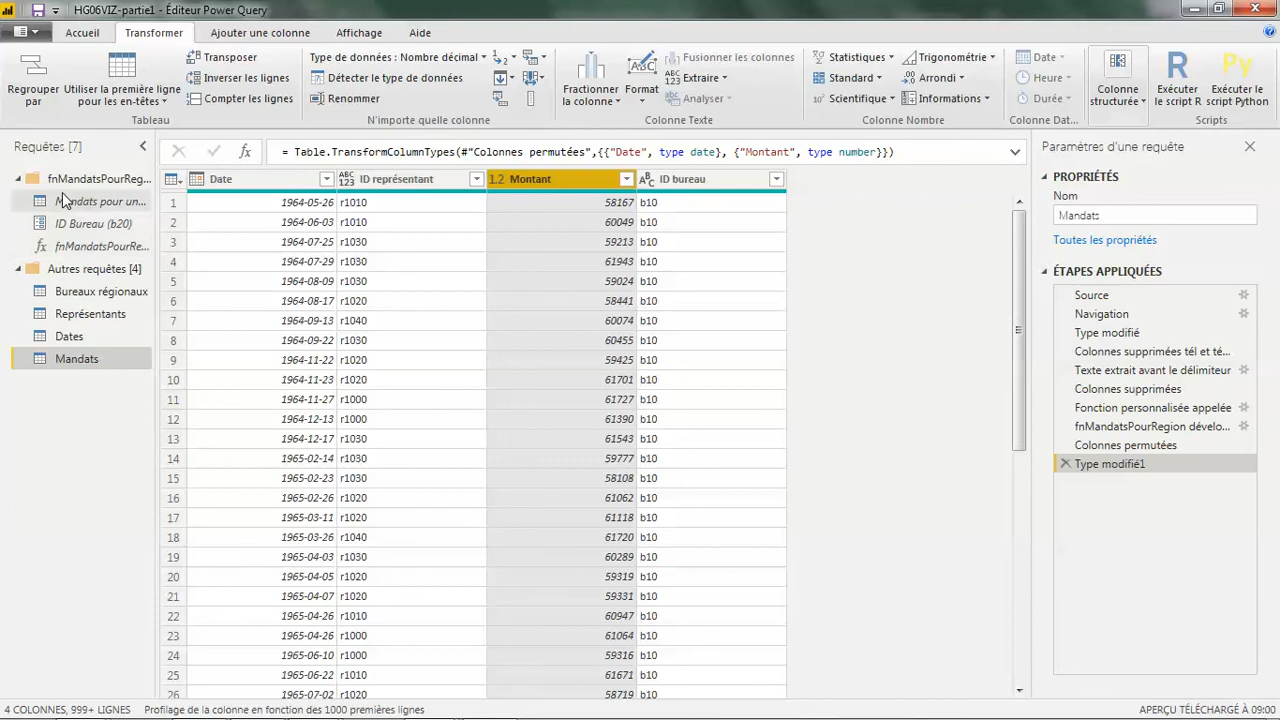 HG06VIZ-partie1 - Éditeur Power Query
Accueil Transformer Ajouter une colonne Affichage Aide
Regrouper par
Utiliser la première ligne pour les en-têtes
Transposer
Inverser les lignes
Compter les lignes
Tableau
Type de données : Nombre décimal
Détecter le type de données
Renommer
N'importe quelle colonne
Fractionner la colonne
Format
Fusionner les colonnes
Extraire
Analyser
Colonne Texte
Statistiques
Standard
Scientifique
Trigonométrie
Arrondi
Informations
Colonne Nombre
Date
Heure
Durée
Colonne Dat...
Colonne structurée
Exécuter le script R
Exécuter le script Python
Scripts
Requêtes [7]
fnMandatsPourReg...
Mandats pour un...
ID Bureau (b20)
fnMandatsPourRe...
Autres requêtes [4]
Bureaux régionaux
Représentants
Dates
Mandats
= Table.TransformColumnTypes(#"Colonnes permutées",{{"Date", type date}, {"Montant", type number}})
Date ABC 123 ID représentant 1.2 Montant ABC ID bureau
1 1964-05-26 r1010 58167 b10
2 1964-06-03 r1010 60049 b10
3 1964-07-25 r1030 59213 b10
4 1964-07-29 r1030 61943 b10
5 1964-08-09 r1030 59024 b10
6 1964-08-17 r1020 58441 b10
7 1964-09-13 r1040 60074 b10
8 1964-09-22 r1030 60455 b10
9 1964-11-22 r1020 59425 b10
10 1964-11-23 r1020 61701 b10
11 1964-11-27 r1000 61727 b10
12 1964-12-13 r1000 61390 b10
13 1964-12-17 r1030 61543 b10
14 1965-02-14 r1030 59777 b10
15 1965-02-23 r1030 58108 b10
16 1965-02-26 r1020 61062 b10
17 1965-03-11 r1020 61118 b10
18 1965-03-26 r1040 61720 b10
19 1965-04-03 r1030 60289 b10
20 1965-04-05 r1020 59319 b10
21 1965-04-07 r1020 59331 b10
22 1965-04-26 r1010 60947 b10
23 1965-04-26 r1000 61064 b10
24 1965-06-10 r1000 59316 b10
25 1965-06-22 r1010 61671 b10
26 1965-07-02 r1020 58719 b10
Paramètres d'une requête
PROPRIÉTÉS
Nom
Mandats
Toutes les propriétés
ÉTAPES APPLIQUÉES
Source
Navigation
Type modifié
Colonnes supprimées tél et té...
Texte extrait avant le délimiteur
Colonnes supprimées
Fonction personnalisée appelée
fnMandatsPourRegion dévelo...
Colonnes permutées
Type modifié1
4 COLONNES, 999+ LIGNES Profilage de la colonne en fonction des 1000 premières lignes APERÇU TÉLÉCHARGÉ À 09:00